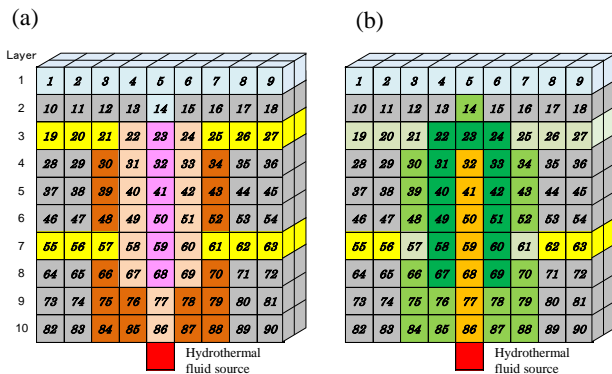 (a) (b)
Layer
1 1 2 3 4 5 6 7 8 9 1 2 3 4 5 6 7 8 9
2 10 11 12 13 14 15 16 17 18 10 11 12 13 14 15 16 17 18
3 19 20 21 22 23 24 25 26 27 19 20 21 22 23 24 25 26 27
4 28 29 30 31 32 33 34 35 36 28 29 30 31 32 33 34 35 36
5 37 38 39 40 41 42 43 44 45 37 38 39 40 41 42 43 44 45
6 46 47 48 49 50 51 52 53 54 46 47 48 49 50 51 52 53 54
7 55 56 57 58 59 60 61 62 63 55 56 57 58 59 60 61 62 63
8 64 65 66 67 68 69 70 71 72 64 65 66 67 68 69 70 71 72
9 73 74 75 76 77 78 79 80 81 73 74 75 76 77 78 79 80 81
10 82 83 84 85 86 87 88 89 90 82 83 84 85 86 87 88 89 90
Hydrothermal Hydrothermal
fluid source fluid source